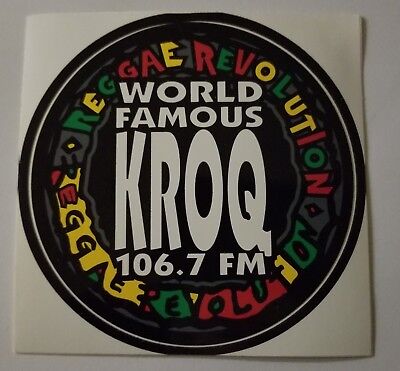 REGGAE REVOLUTION
WORLD
FAMOUS
KROQ
106.7 FM
REGGAE REVOLUTION